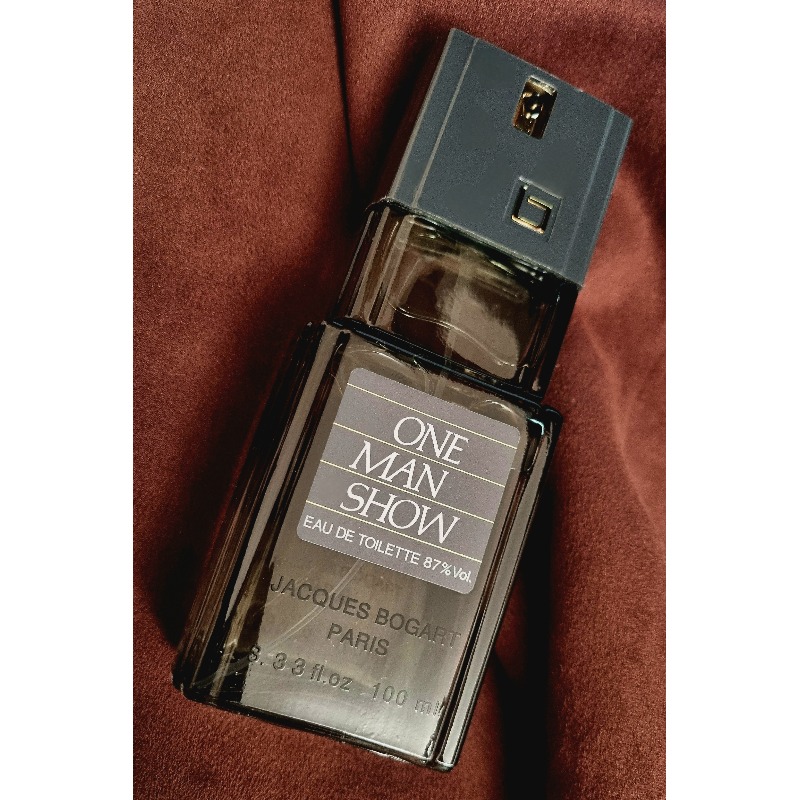 ONE
MAN
SHOW
EAU DE TOILETTE 87%Vol.
JACQUES BOGART
PARIS
3.3 fl.oz 100 ml